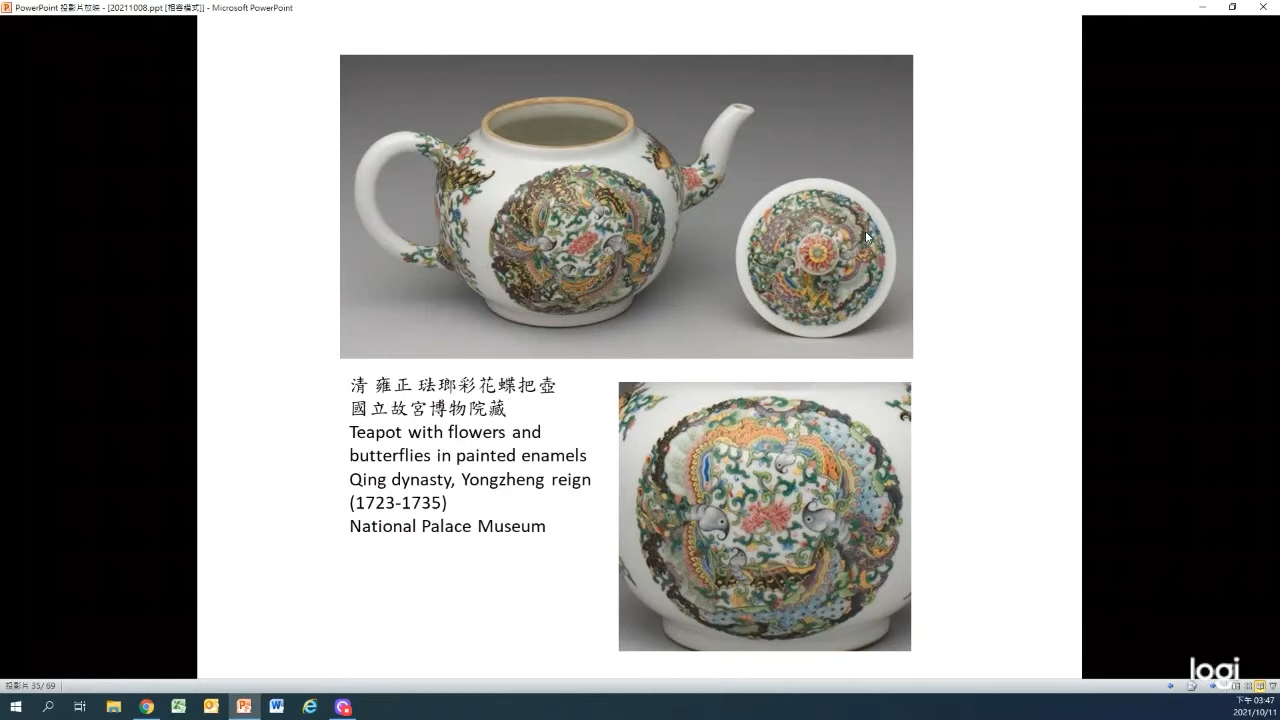 PowerPoint 投影片放映 - [20211008.ppt [相容模式]] - Microsoft PowerPoint
清 雍正 琺瑯彩花蝶把壺
國立故宮博物院藏
Teapot with flowers and
butterflies in painted enamels
Qing dynasty, Yongzheng reign
(1723-1735)
National Palace Museum
logi
投影片 35/69
下午 03:47
2021/10/11